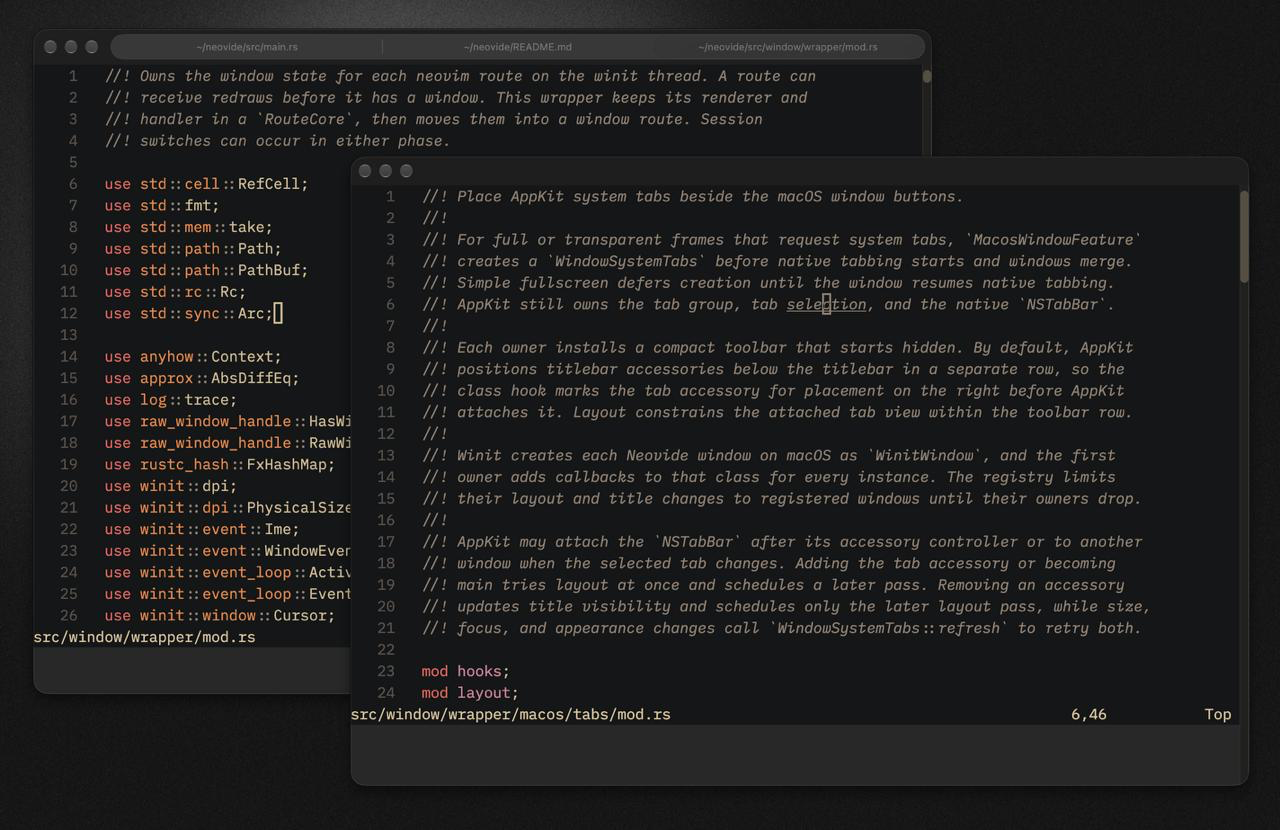 ~/neovide/src/main.rs ~/neovide/README.md ~/neovide/src/window/wrapper/mod.rs
1 //! Owns the window state for each neovim route on the winit thread. A route can
2 //! receive redraws before it has a window. This wrapper keeps its renderer and
3 //! handler in a `RouteCore`, then moves them into a window route. Session
4 //! switches can occur in either phase.
5
6 use std::cell::RefCell;
7 use std::fmt;
8 use std::mem::take;
9 use std::path::Path;
10 use std::path::PathBuf;
11 use std::rc::Rc;
12 use std::sync::Arc;
13
14 use anyhow::Context;
15 use approx::AbsDiffEq;
16 use log::trace;
17 use raw_window_handle::HasWi
18 use raw_window_handle::RawWi
19 use rustc_hash::FxHashMap;
20 use winit::dpi;
21 use winit::dpi::PhysicalSize
22 use winit::event::Ime;
23 use winit::event::WindowEven
24 use winit::event_loop::Activ
25 use winit::event_loop::Event
26 use winit::window::Cursor;
src/window/wrapper/mod.rs
1 //! Place AppKit system tabs beside the macOS window buttons.
2 //!
3 //! For full or transparent frames that request system tabs, `MacosWindowFeature`
4 //! creates a `WindowSystemTabs` before native tabbing starts and windows merge.
5 //! Simple fullscreen defers creation until the window resumes native tabbing.
6 //! AppKit still owns the tab group, tab selection, and the native `NSTabBar`.
7 //!
8 //! Each owner installs a compact toolbar that starts hidden. By default, AppKit
9 //! positions titlebar accessories below the titlebar in a separate row, so the
10 //! class hook marks the tab accessory for placement on the right before AppKit
11 //! attaches it. Layout constrains the attached tab view within the toolbar row.
12 //!
13 //! Winit creates each Neovide window on macOS as `WinitWindow`, and the first
14 //! owner adds callbacks to that class for every instance. The registry limits
15 //! their layout and title changes to registered windows until their owners drop.
16 //!
17 //! AppKit may attach the `NSTabBar` after its accessory controller or to another
18 //! window when the selected tab changes. Adding the tab accessory or becoming
19 //! main tries layout at once and schedules a later pass. Removing an accessory
20 //! updates title visibility and schedules only the later layout pass, while size,
21 //! focus, and appearance changes call `WindowSystemTabs::refresh` to retry both.
22
23 mod hooks;
24 mod layout;
src/window/wrapper/macos/tabs/mod.rs 6,46 Top